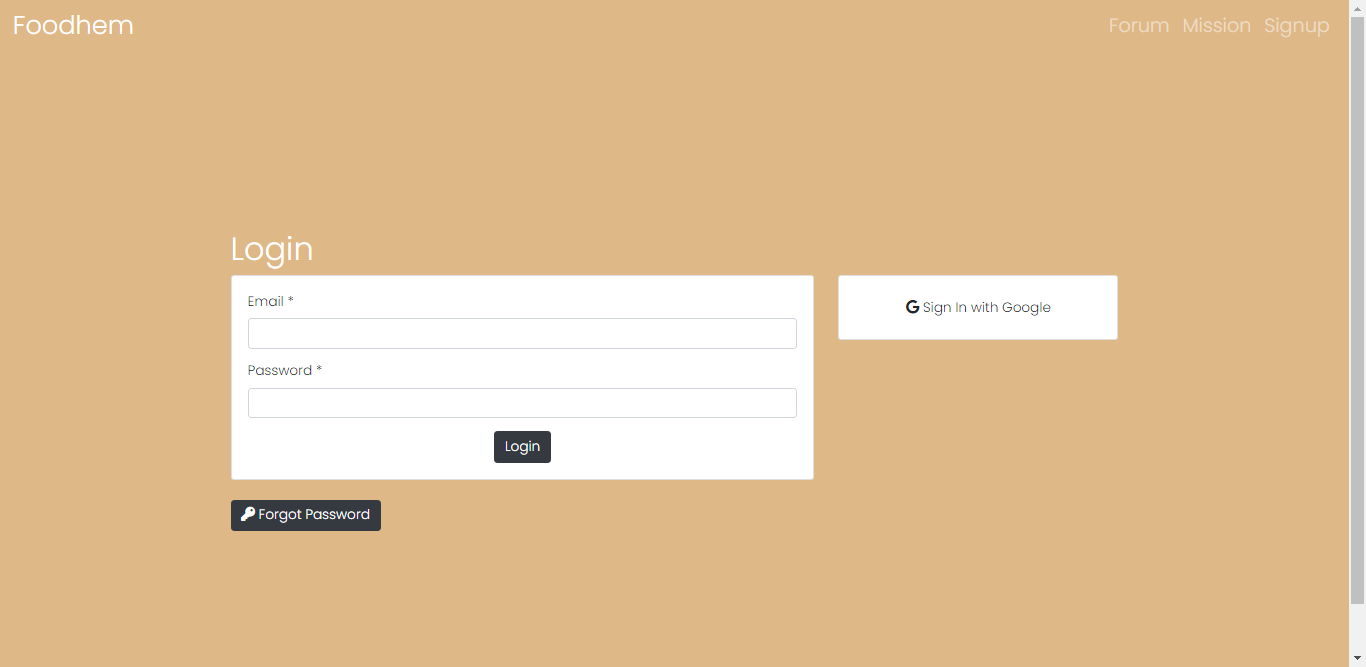 Foodhem
Forum Mission Signup
Login
Email *
Password *
Login
Forgot Password
Sign In with Google